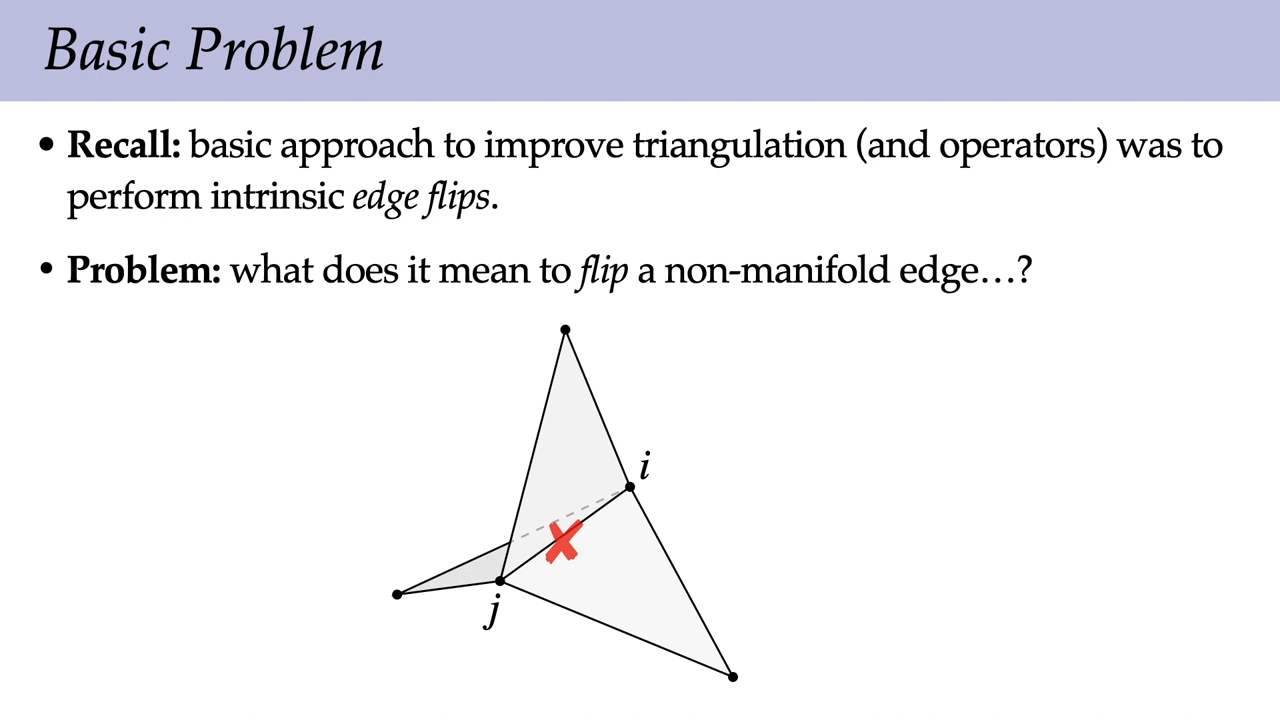 Basic Problem
• Recall: basic approach to improve triangulation (and operators) was to
perform intrinsic edge flips.
• Problem: what does it mean to flip a non-manifold edge…?
i
j